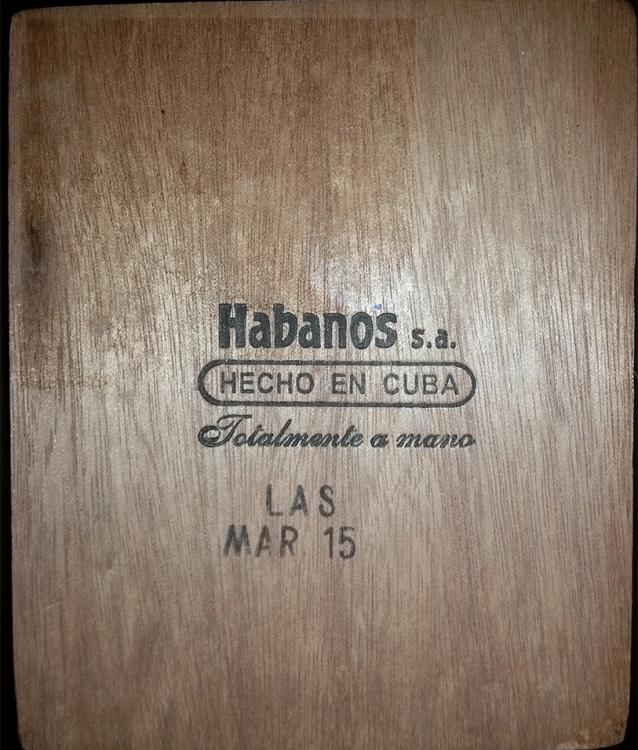 Habanos s.a.
HECHO EN CUBA
Totalmente a mano
LAS
MAR 15